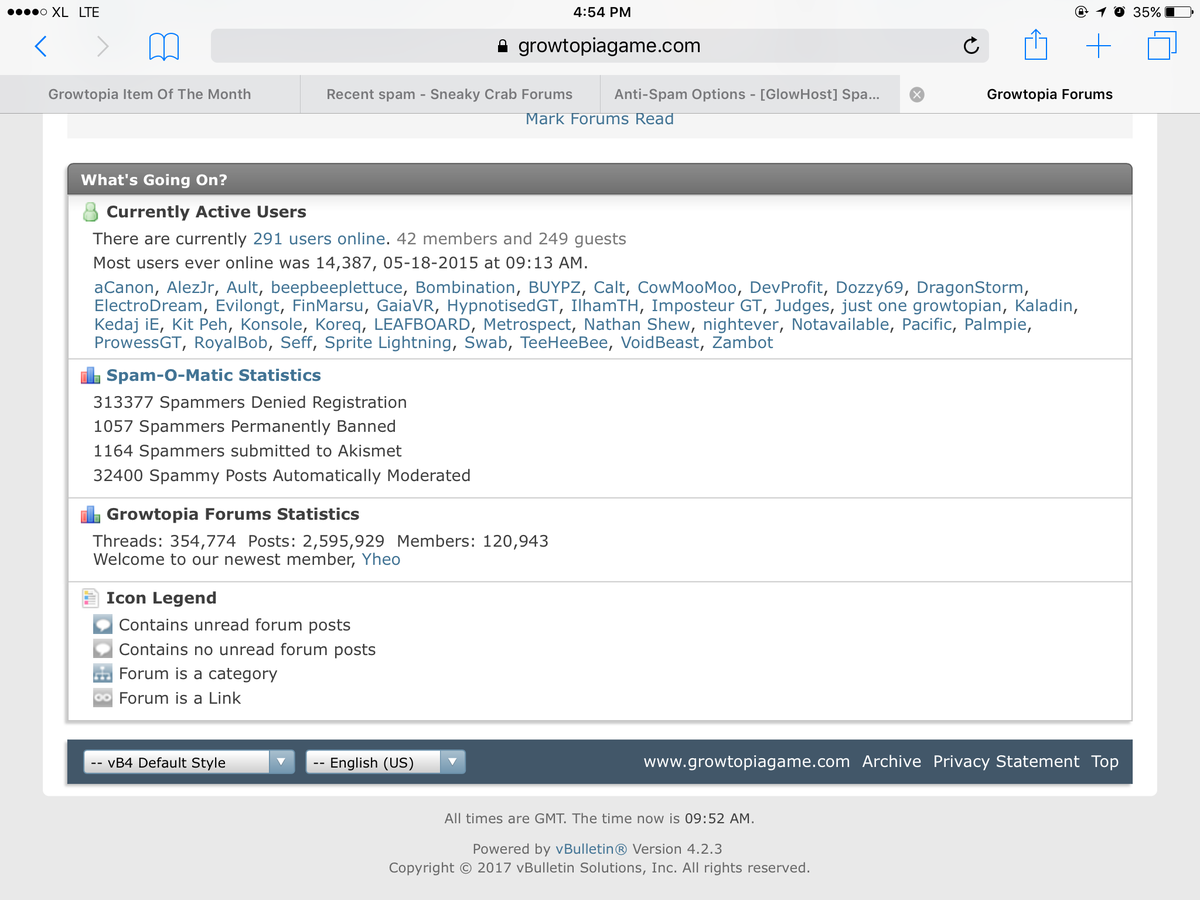 XL LTE 4:54 PM 35%
growtopiagame.com
Growtopia Item Of The Month Recent spam - Sneaky Crab Forums Anti-Spam Options - [GlowHost] Spa... Growtopia Forums
Mark Forums Read
What's Going On?
Currently Active Users
There are currently 291 users online. 42 members and 249 guests
Most users ever online was 14,387, 05-18-2015 at 09:13 AM.
aCanon, AlezJr, Ault, beepbeeplettuce, Bombination, BUYPZ, Calt, CowMooMoo, DevProfit, Dozzy69, DragonStorm,
ElectroDream, Evilongt, FinMarsu, GaiaVR, HypnotisedGT, IlhamTH, Imposteur GT, Judges, just one growtopian, Kaladin,
Kedaj iE, Kit Peh, Konsole, Koreq, LEAFBOARD, Metrospect, Nathan Shew, nightever, Notavailable, Pacific, Palmpie,
ProwessGT, RoyalBob, Seff, Sprite Lightning, Swab, TeeHeeBee, VoidBeast, Zambot
Spam-O-Matic Statistics
313377 Spammers Denied Registration
1057 Spammers Permanently Banned
1164 Spammers submitted to Akismet
32400 Spammy Posts Automatically Moderated
Growtopia Forums Statistics
Threads: 354,774 Posts: 2,595,929 Members: 120,943
Welcome to our newest member, Yheo
Icon Legend
Contains unread forum posts
Contains no unread forum posts
Forum is a category
Forum is a Link
-- vB4 Default Style -- English (US) www.growtopiagame.com Archive Privacy Statement Top
All times are GMT. The time now is 09:52 AM.
Powered by vBulletin® Version 4.2.3
Copyright © 2017 vBulletin Solutions, Inc. All rights reserved.